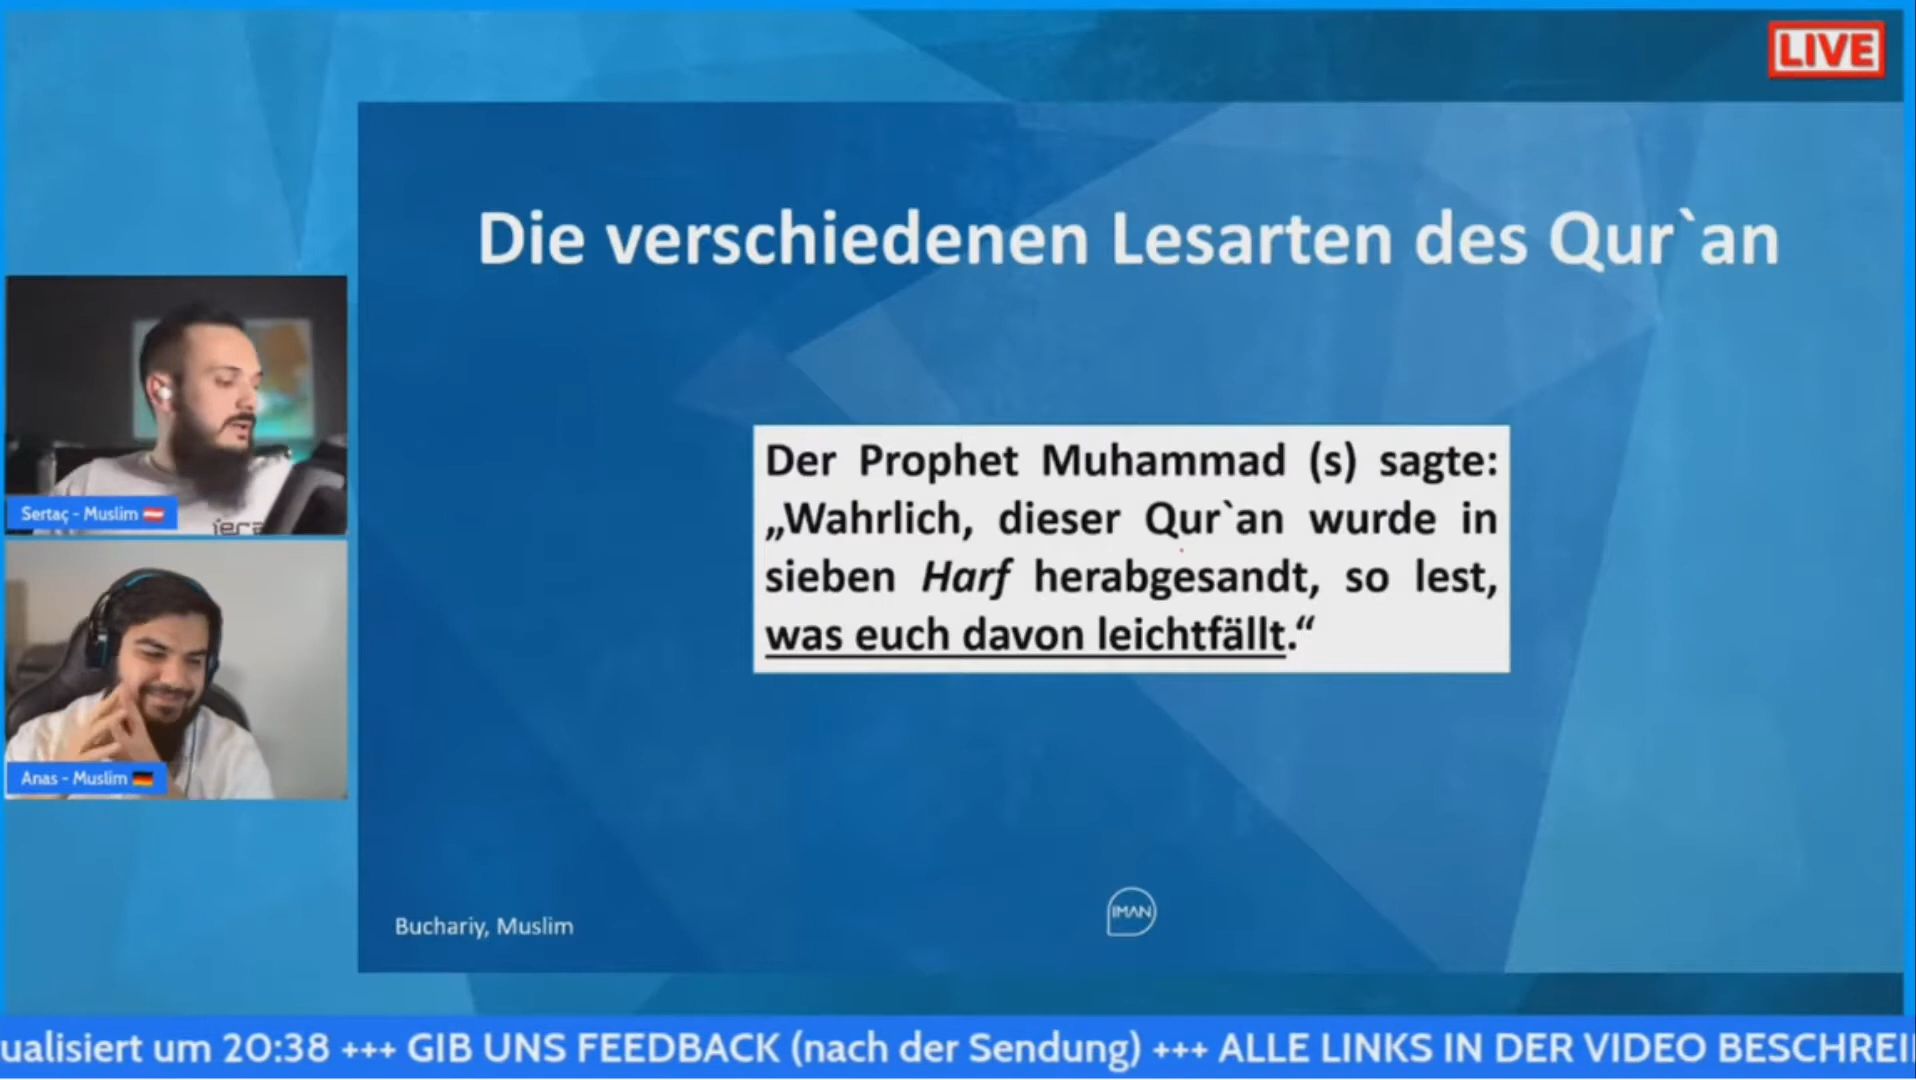 LIVE
Die verschiedenen Lesarten des Qur`an
Der Prophet Muhammad (s) sagte:
„Wahrlich, dieser Qur`an wurde in
sieben Harf herabgesandt, so lest,
was euch davon leichtfällt.“
Sertaç - Muslim
Anas - Muslim
Buchariy, Muslim
IMAN
ualisiert um 20:38 +++ GIB UNS FEEDBACK (nach der Sendung) +++ ALLE LINKS IN DER VIDEO BESCHREI